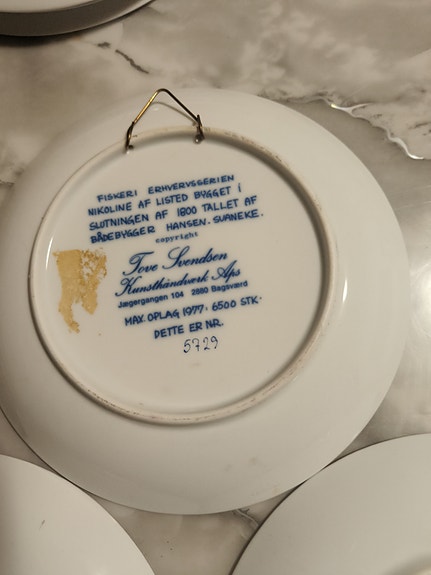 FISKERI ERHVERVSSERIEN
NIKOLINE AF LISTED BYGGET I
SLUTNINGEN AF 1800 TALLET AF
BÅDEBYGGER HANSEN. SVANEKE.
copyright
Tove Svendsen
Kunsthåndværk Aps
Jægergangen 104 2880 Bagsværd
MAX. OPLAG 1977. 6500 STK.
DETTE ER NR.
5729